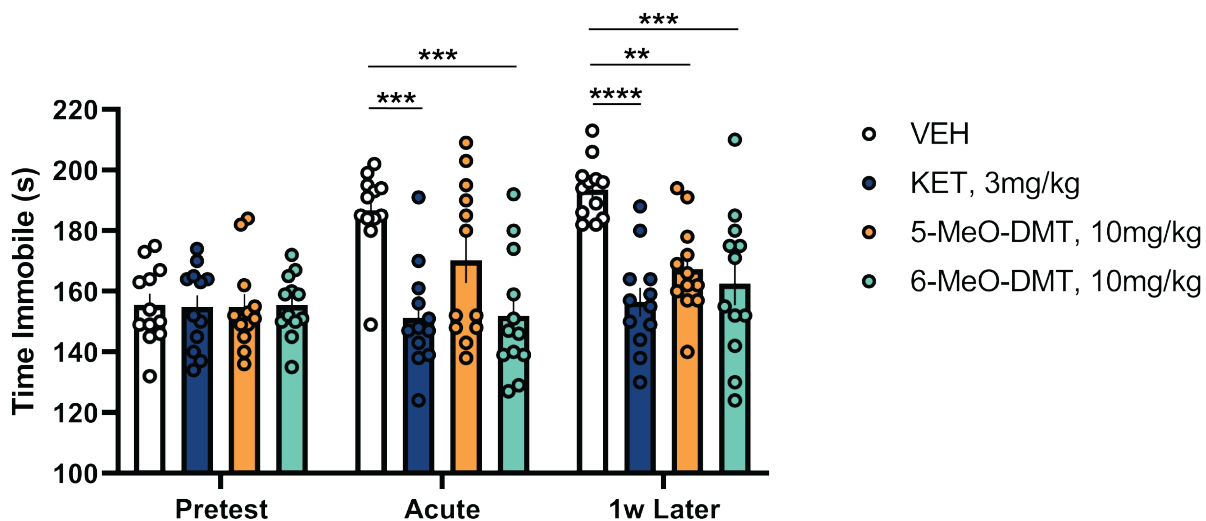 ***
***
**
***
***
****
220
200
180
160
140
120
100
Time Immobile (s)
Pretest
Acute
1w Later
VEH
KET, 3mg/kg
5-MeO-DMT, 10mg/kg
6-MeO-DMT, 10mg/kg